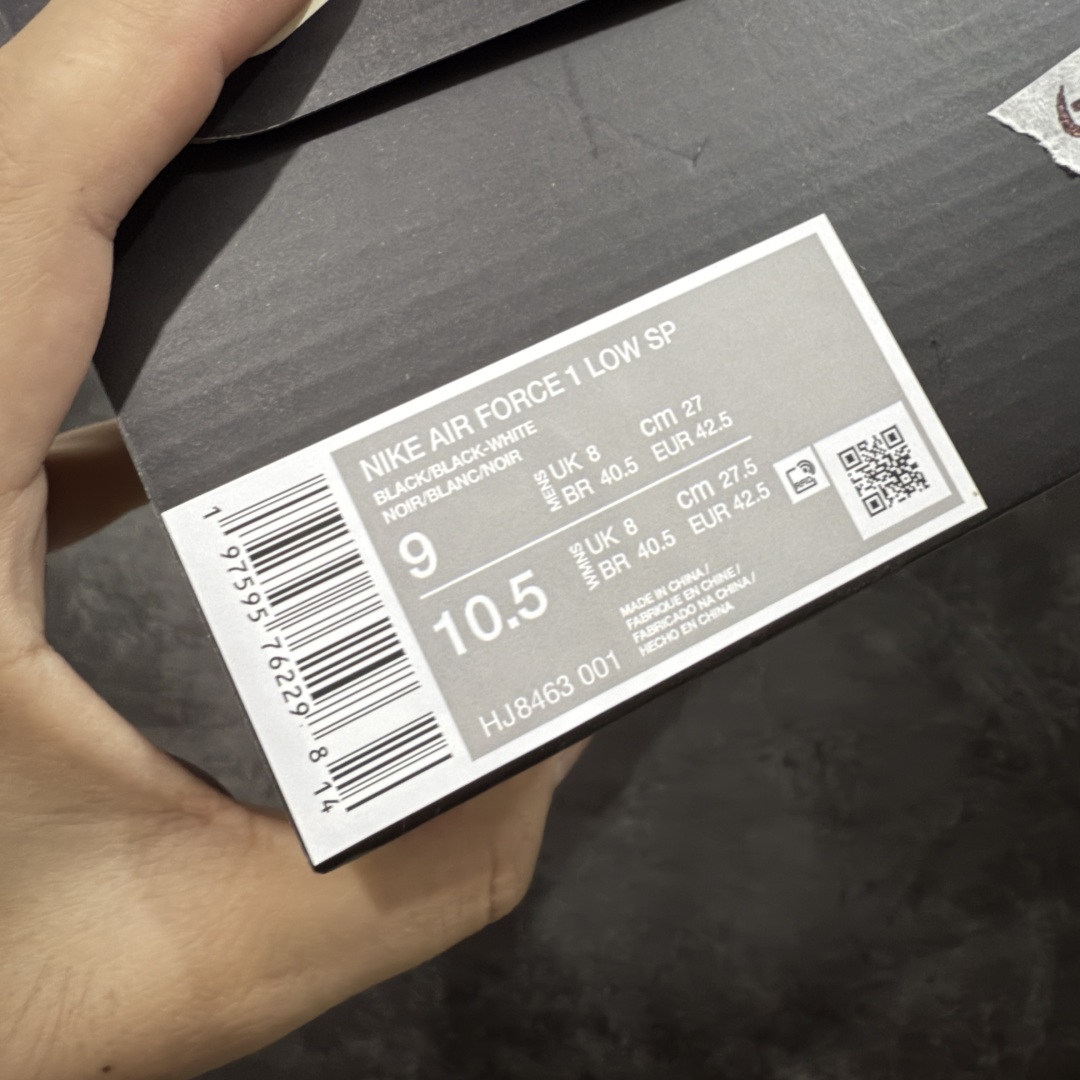 NIKE AIR FORCE 1 LOW SP
BLACK/BLACK-WHITE
NOIR/BLANC/NOIR
9
MENS
UK 8
cm 27
BR 40.5
EUR 42.5
10.5
WMNS
UK 8
cm 27.5
BR 40.5
EUR 42.5
MADE IN CHINA /
FABRIQUE EN CHINE /
FABRICADO NA CHINA /
HECHO EN CHINA
HJ8463 001
1 97595 76229 8 14